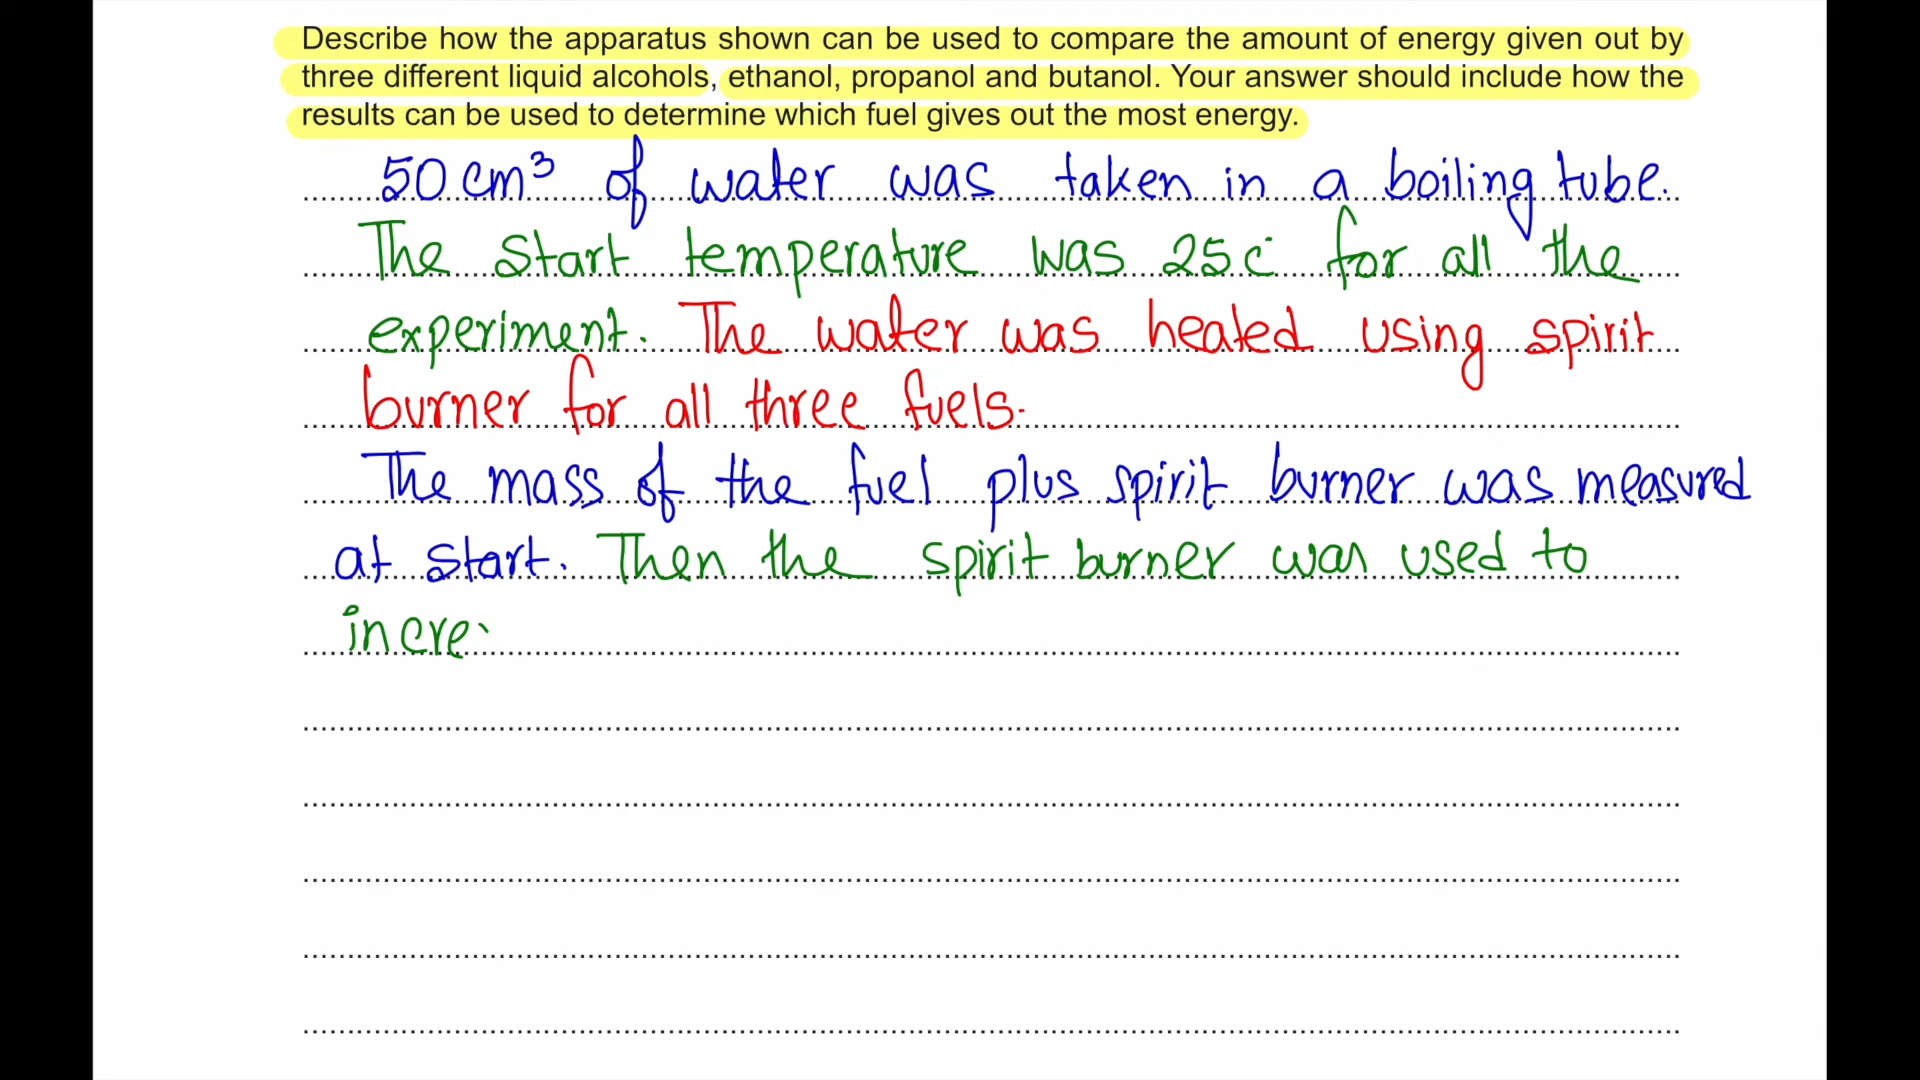 Describe how the apparatus shown can be used to compare the amount of energy given out by
three different liquid alcohols, ethanol, propanol and butanol. Your answer should include how the
results can be used to determine which fuel gives out the most energy.
50 cm³ of water was taken in a boiling tube.
The start temperature was 25c for all the
experiment. The water was heated using spirit
burner for all three fuels.
The mass of the fuel plus spirit burner was measured
at start. Then the spirit burner was used to
incre